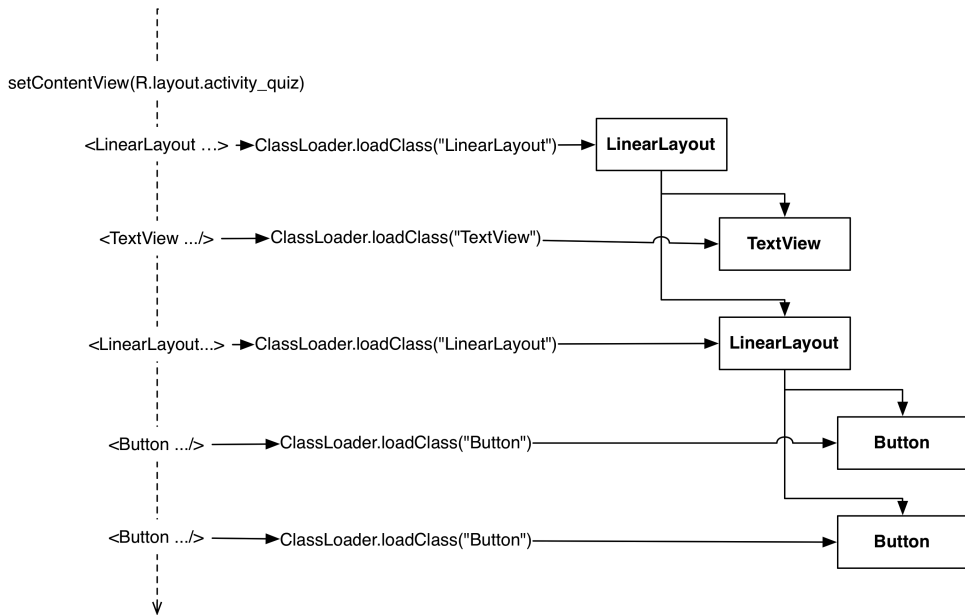 setContentView(R.layout.activity_quiz)
<LinearLayout ...> ClassLoader.loadClass("LinearLayout") LinearLayout
<TextView .../> ClassLoader.loadClass("TextView") TextView
<LinearLayout...> ClassLoader.loadClass("LinearLayout") LinearLayout
<Button .../> ClassLoader.loadClass("Button") Button
<Button .../> ClassLoader.loadClass("Button") Button